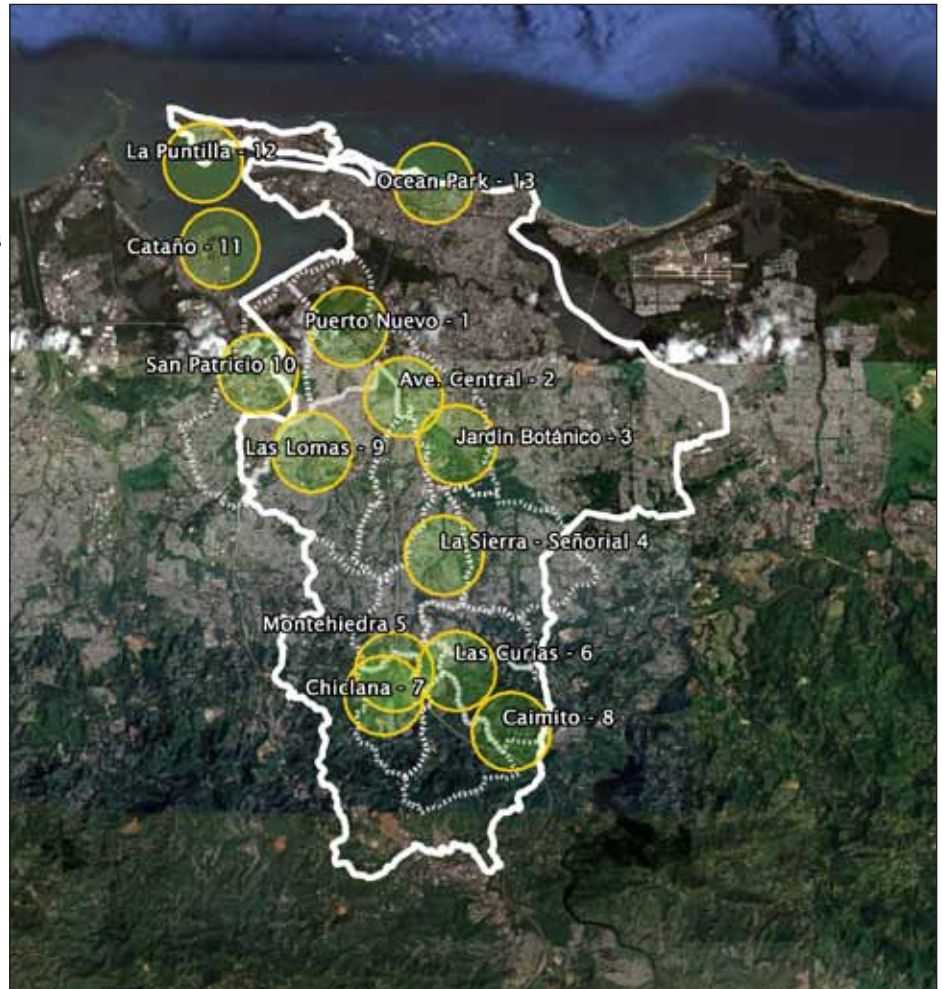 La Puntilla - 12
Ocean Park - 13
Cataño - 11
Puerto Nuevo - 1
San Patricio 10
Ave. Central - 2
Jardín Botánico - 3
Las Lomas - 9
La Sierra - Señorial 4
Montehiedra 5
Las Curias - 6
Chiclana - 7
Caimito - 8